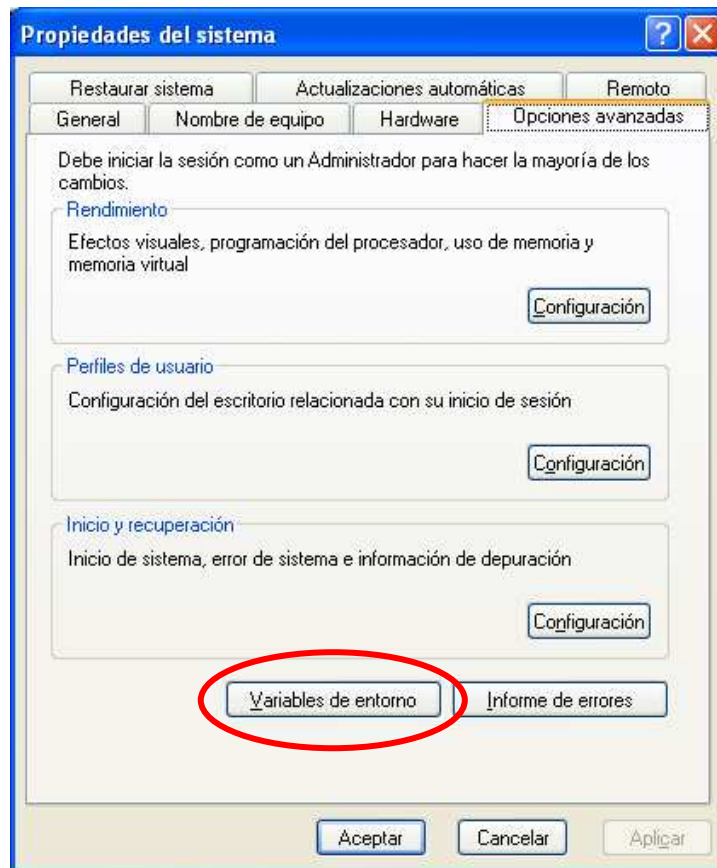 Propiedades del sistema
Restaurar sistema Actualizaciones automáticas Remoto
General Nombre de equipo Hardware Opciones avanzadas
Debe iniciar la sesión como un Administrador para hacer la mayoría de los
cambios.
Rendimiento
Efectos visuales, programación del procesador, uso de memoria y
memoria virtual
Configuración
Perfiles de usuario
Configuración del escritorio relacionada con su inicio de sesión
Configuración
Inicio y recuperación
Inicio de sistema, error de sistema e información de depuración
Configuración
Variables de entorno Informe de errores
Aceptar Cancelar Aplicar